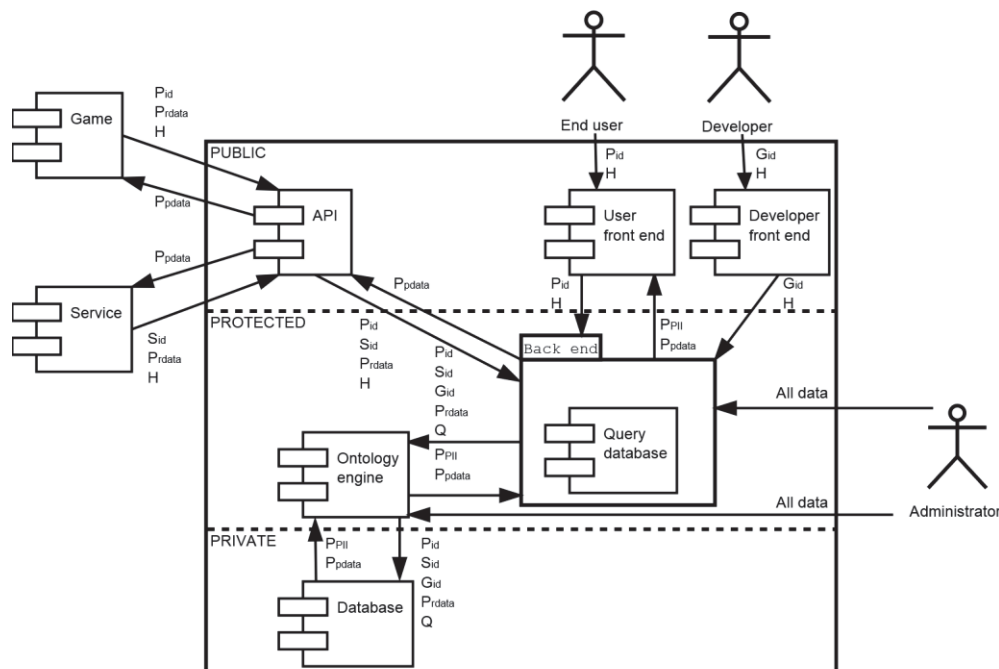 End user
Developer
Game
Pid
Prdata
H
PUBLIC
Pid
H
Gid
H
Ppdata
API
User
front end
Developer
front end
Ppdata
Ppdata
Pid
H
Gid
H
Service
PROTECTED
Sid
Prdata
H
Pid
Sid
Prdata
H
Pid
Sid
Gid
Prdata
Q
Back end
PPII
Ppdata
All data
Query
database
Ontology
engine
PPII
Ppdata
All data
Administrator
PRIVATE
PPII
Ppdata
Pid
Sid
Gid
Prdata
Q
Database